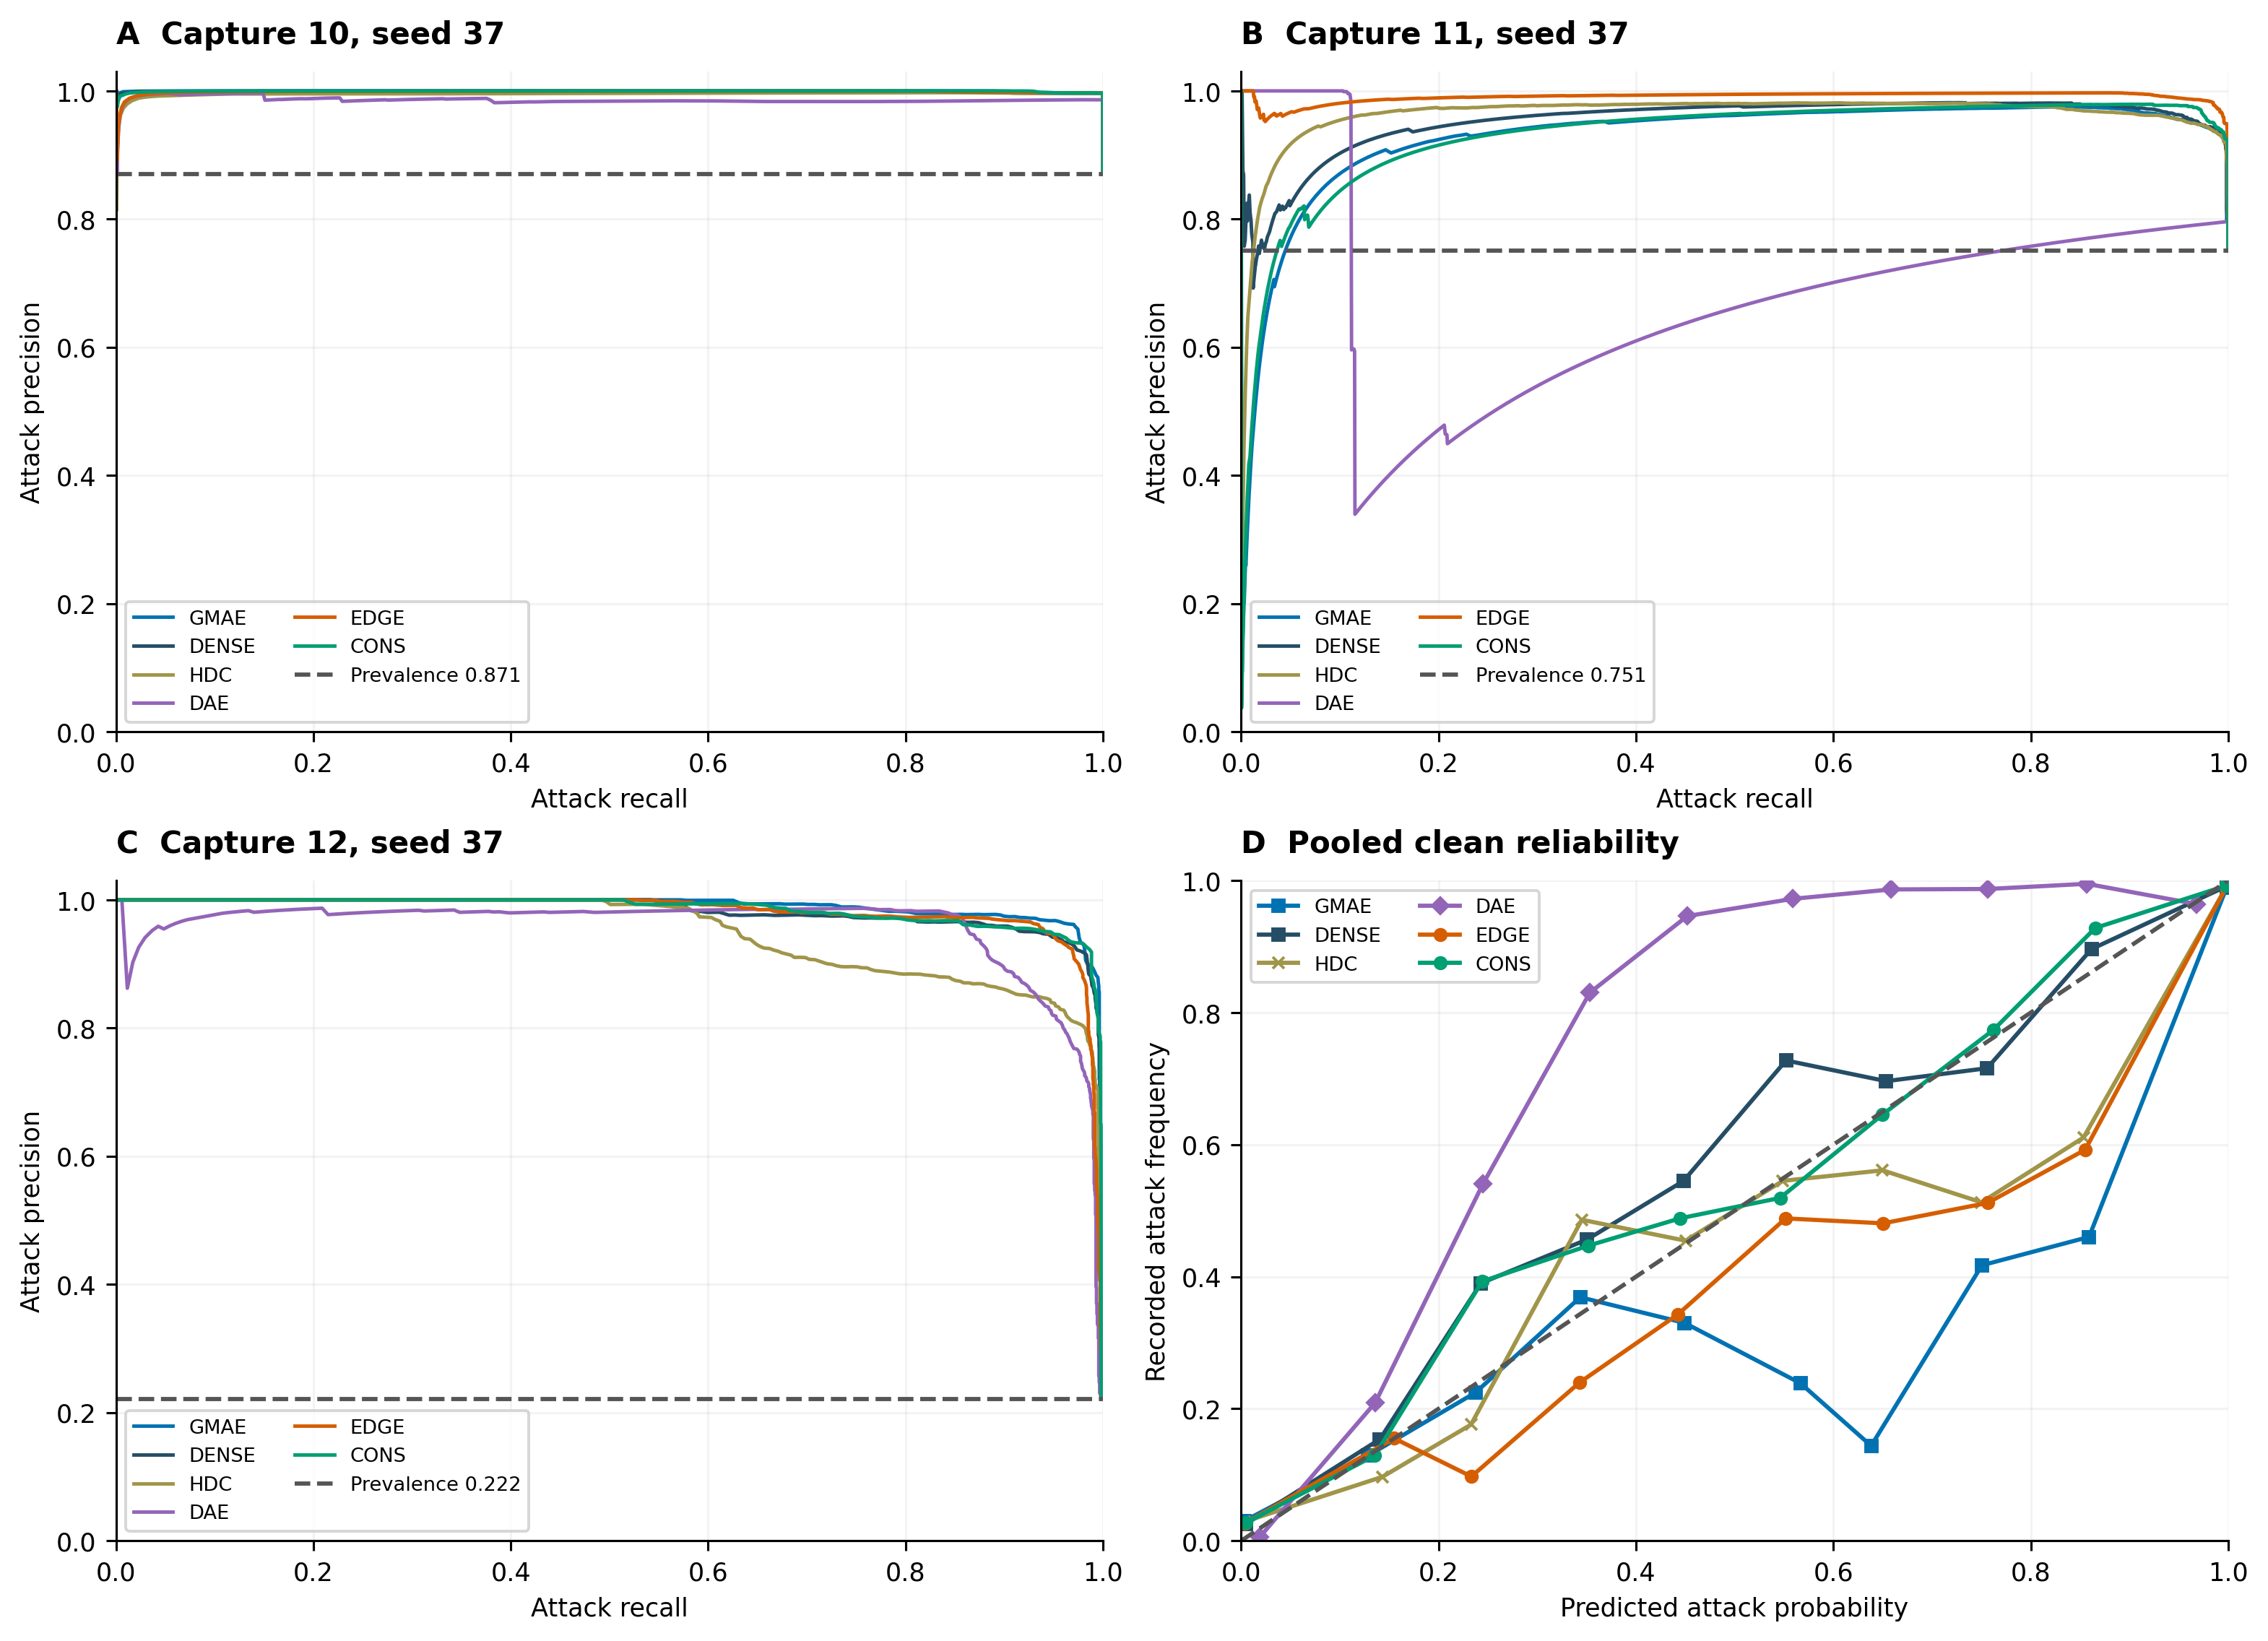 A  Capture 10, seed 37
1.0
0.8
0.6
0.4
0.2
0.0
Attack precision
GMAE
DENSE
HDC
DAE
EDGE
CONS
Prevalence 0.871
0.0 0.2 0.4 0.6 0.8 1.0
Attack recall
B  Capture 11, seed 37
1.0
0.8
0.6
0.4
0.2
0.0
Attack precision
GMAE
DENSE
HDC
DAE
EDGE
CONS
Prevalence 0.751
0.0 0.2 0.4 0.6 0.8 1.0
Attack recall
C  Capture 12, seed 37
1.0
0.8
0.6
0.4
0.2
0.0
Attack precision
GMAE
DENSE
HDC
DAE
EDGE
CONS
Prevalence 0.222
0.0 0.2 0.4 0.6 0.8 1.0
Attack recall
D  Pooled clean reliability
1.0
0.8
0.6
0.4
0.2
0.0
Recorded attack frequency
GMAE
DENSE
HDC
DAE
EDGE
CONS
0.0 0.2 0.4 0.6 0.8 1.0
Predicted attack probability